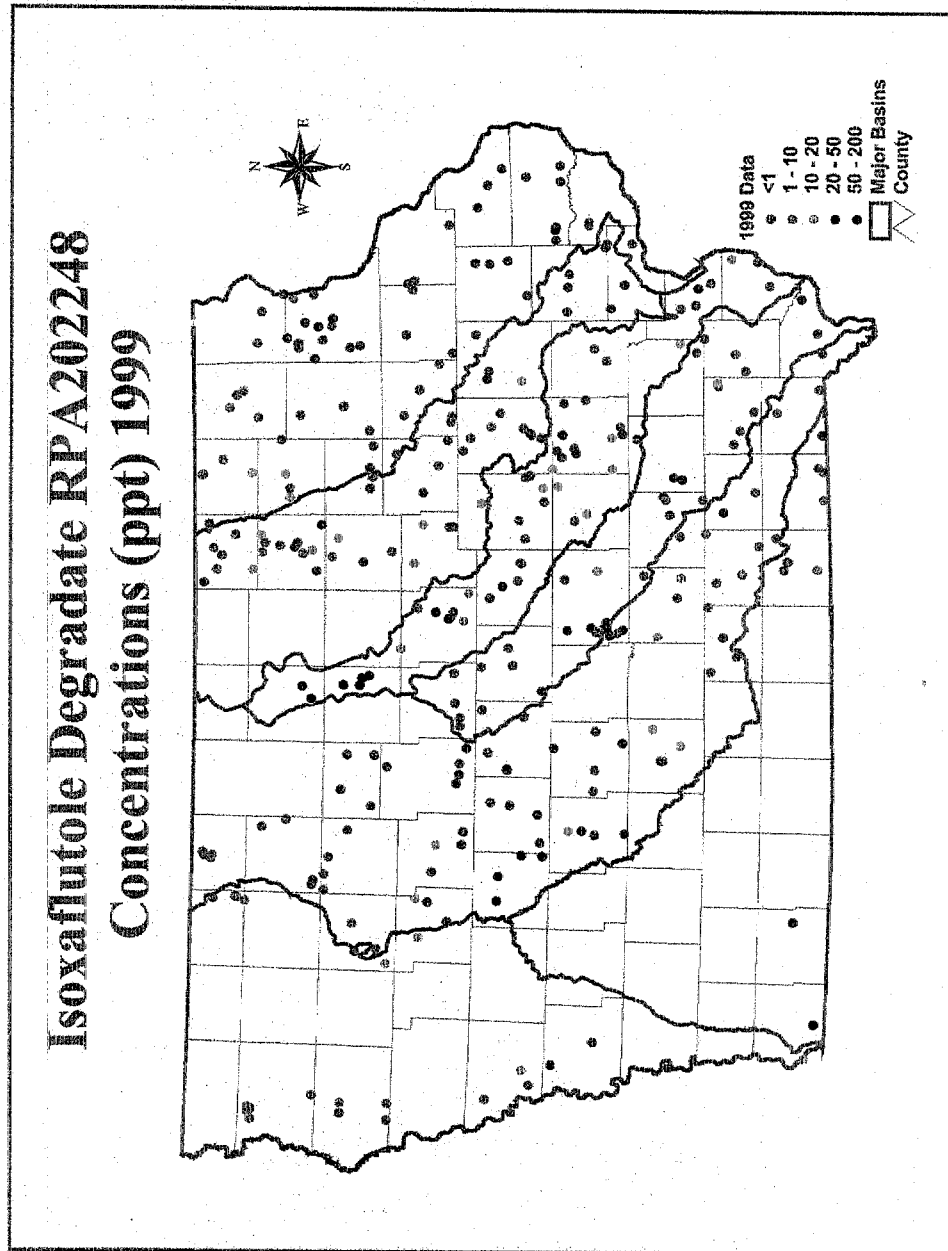 Isoxaflutole Degradate RPA202248
Concentrations (ppt) 1999
N
W
E
S
1999 Data
<1
1 - 10
10 - 20
20 - 50
50 - 200
Major Basins
County